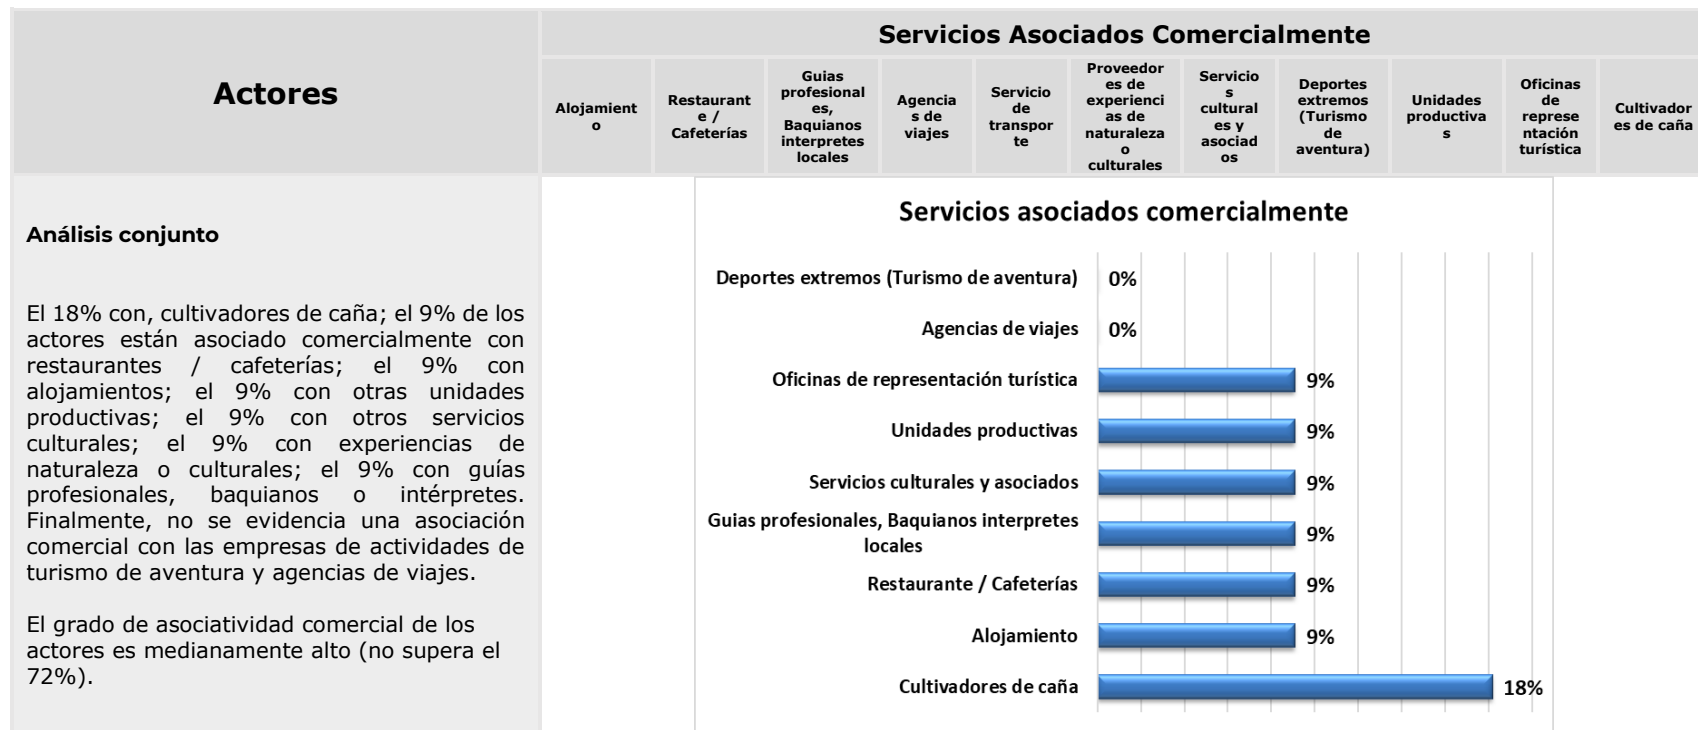 Actores
Servicios Asociados Comercialmente
Alojamient
o
Restaurant
e /
Cafeterías
Guias
profesional
es,
Baquianos
interpretes
locales
Agencia
s de
viajes
Servicio
de
transpor
te
Proveedor
es de
experienci
as de
naturaleza
o
culturales
Servicio
s
cultural
es y
asociad
os
Deportes
extremos
(Turismo
de
aventura)
Unidades
productiva
s
Oficinas
de
represe
ntación
turística
Cultivador
es de caña
Análisis conjunto
El 18% con, cultivadores de caña; el 9% de los
actores están asociado comercialmente con
restaurantes / cafeterías; el 9% con
alojamientos; el 9% con otras unidades
productivas; el 9% con otros servicios
culturales; el 9% con experiencias de
naturaleza o culturales; el 9% con guías
profesionales, baquianos o intérpretes.
Finalmente, no se evidencia una asociación
comercial con las empresas de actividades de
turismo de aventura y agencias de viajes.
El grado de asociatividad comercial de los
actores es medianamente alto (no supera el
72%).
Servicios asociados comercialmente
Deportes extremos (Turismo de aventura) 0%
Agencias de viajes 0%
Oficinas de representación turística 9%
Unidades productivas 9%
Servicios culturales y asociados 9%
Guias profesionales, Baquianos interpretes
locales 9%
Restaurante / Cafeterías 9%
Alojamiento 9%
Cultivadores de caña 18%